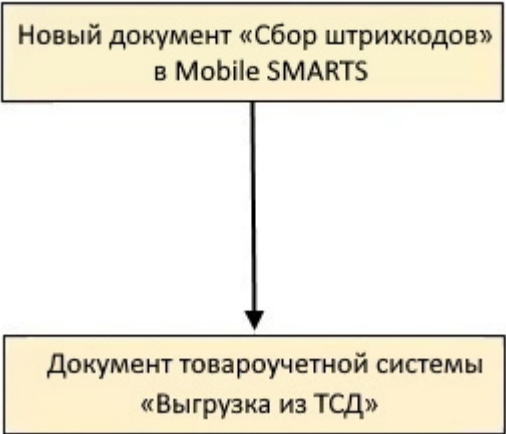 Новый документ «Сбор штрихкодов»
в Mobile SMARTS
Документ товароучетной системы
«Выгрузка из ТСД»